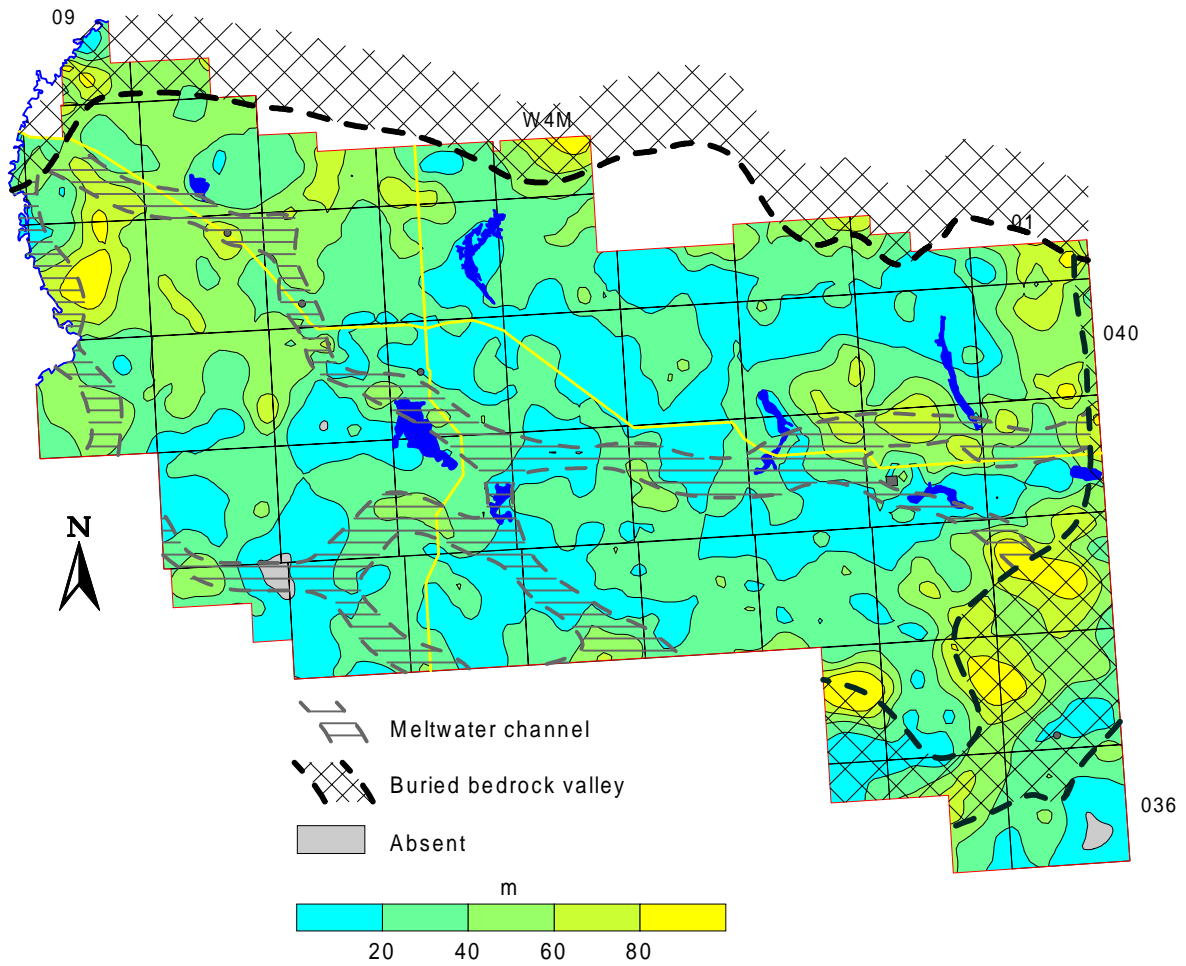 09
W4M
01
040
N
Meltwater channel
Buried bedrock valley
036
Absent
m
20 40 60 80